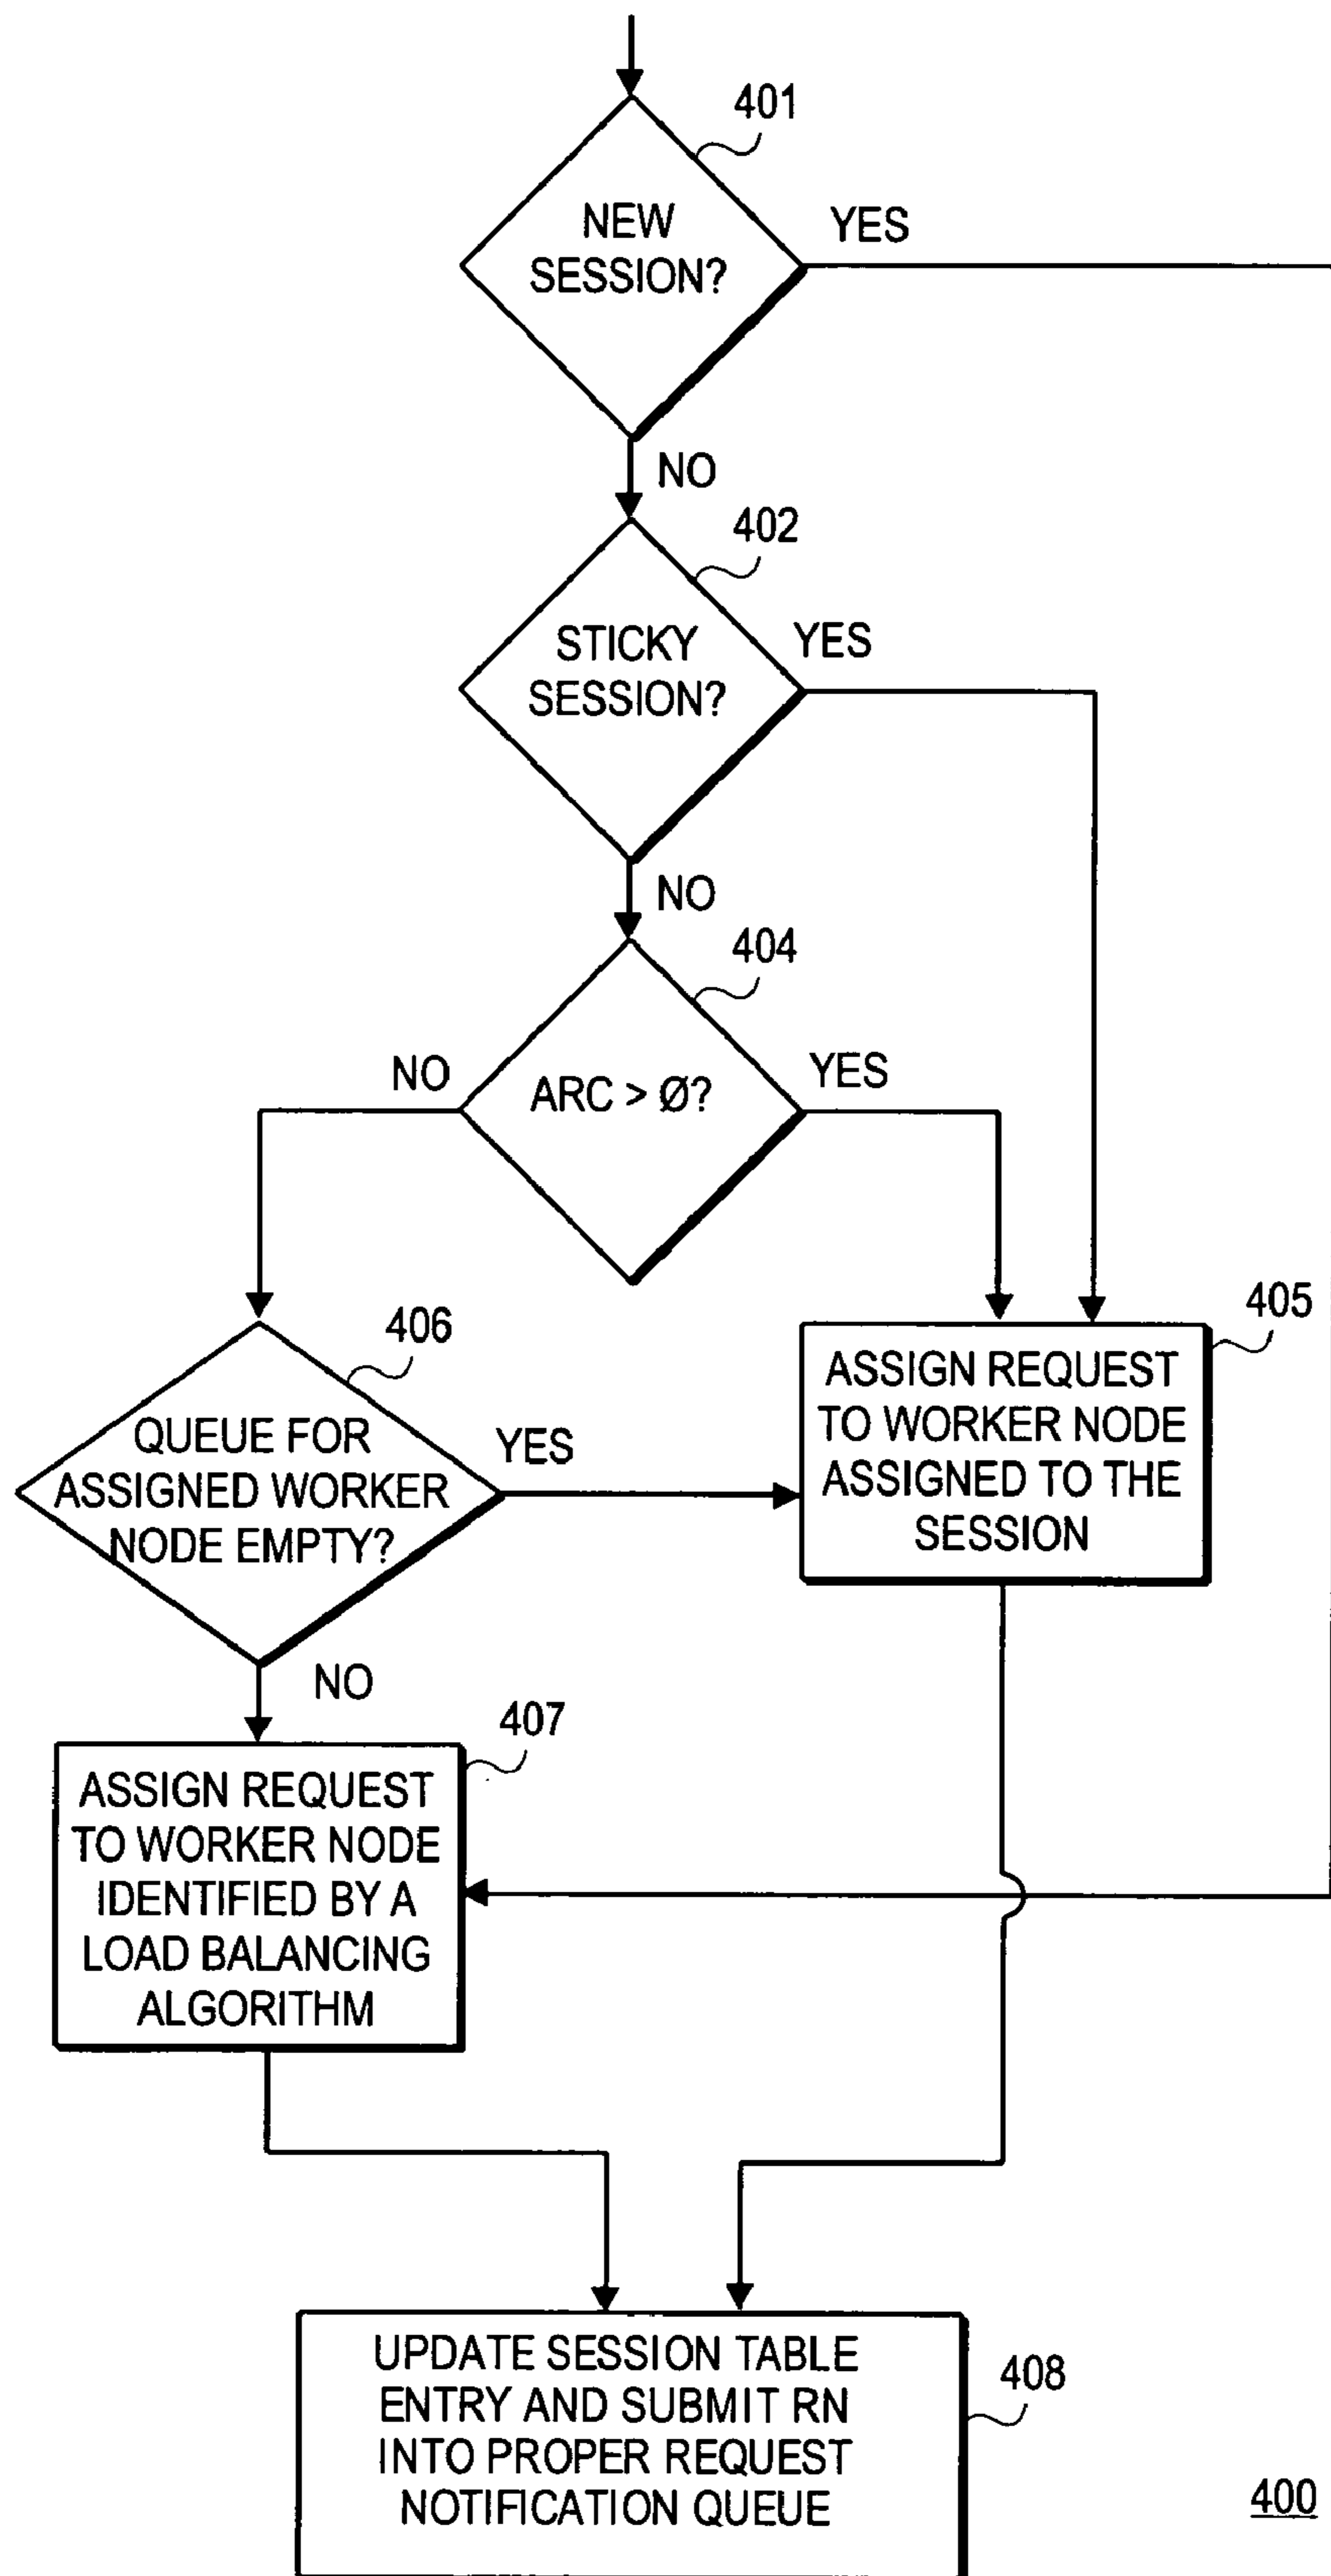 401
NEW
SESSION?
YES
NO
402
STICKY
SESSION?
YES
NO
404
ARC > Ø?
NO
YES
406
QUEUE FOR
ASSIGNED WORKER
NODE EMPTY?
YES
NO
405
ASSIGN REQUEST
TO WORKER NODE
ASSIGNED TO THE
SESSION
407
ASSIGN REQUEST
TO WORKER NODE
IDENTIFIED BY A
LOAD BALANCING
ALGORITHM
UPDATE SESSION TABLE
ENTRY AND SUBMIT RN
INTO PROPER REQUEST
NOTIFICATION QUEUE
408
400